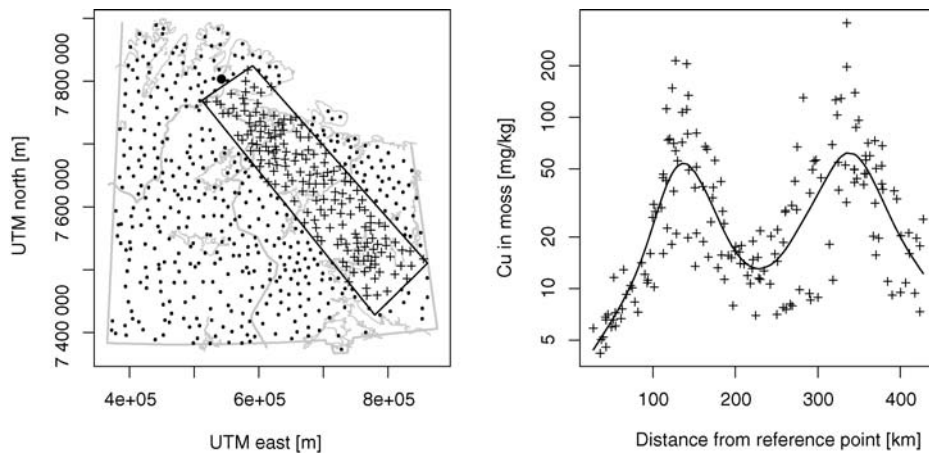 7 400 000
7 600 000
7 800 000
UTM north [m]
4e+05
6e+05
8e+05
UTM east [m]
200
100
50
20
10
5
Cu in moss [mg/kg]
100
200
300
400
Distance from reference point [km]